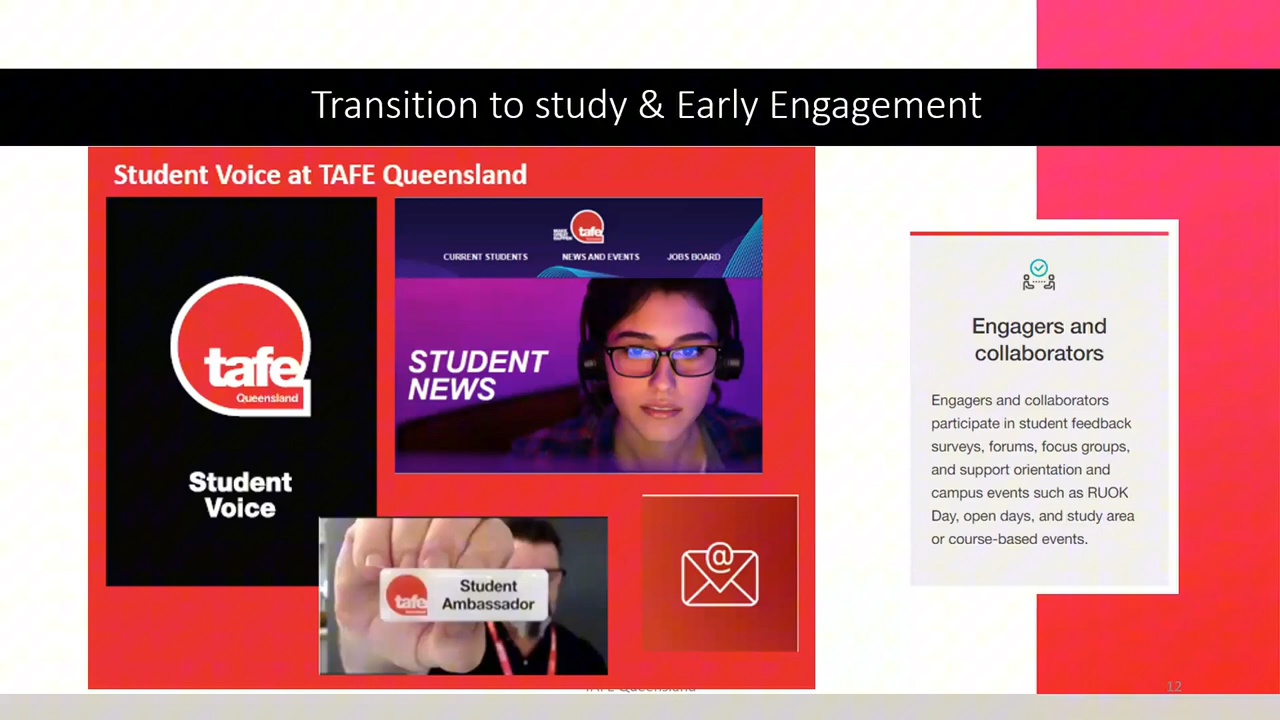 Transition to study & Early Engagement
Student Voice at TAFE Queensland
tafe
Queensland
Student
Voice
MAKE
GREAT
HAPPEN
tafe
CURRENT STUDENTS
NEWS AND EVENTS
JOBS BOARD
STUDENT
NEWS
tafe
Student
Ambassador
@
Engagers and
collaborators
Engagers and collaborators
participate in student feedback
surveys, forums, focus groups,
and support orientation and
campus events such as RUOK
Day, open days, and study area
or course-based events.
TAFE Queensland
12